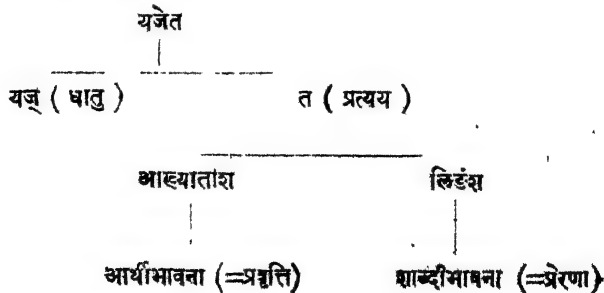 यजेत
यज् ( धातु ) त ( प्रत्यय )
आख्यातांश लिङंश
आर्थीभावना (=प्रवृत्ति) शाब्दीभावना (=प्रेरणा)